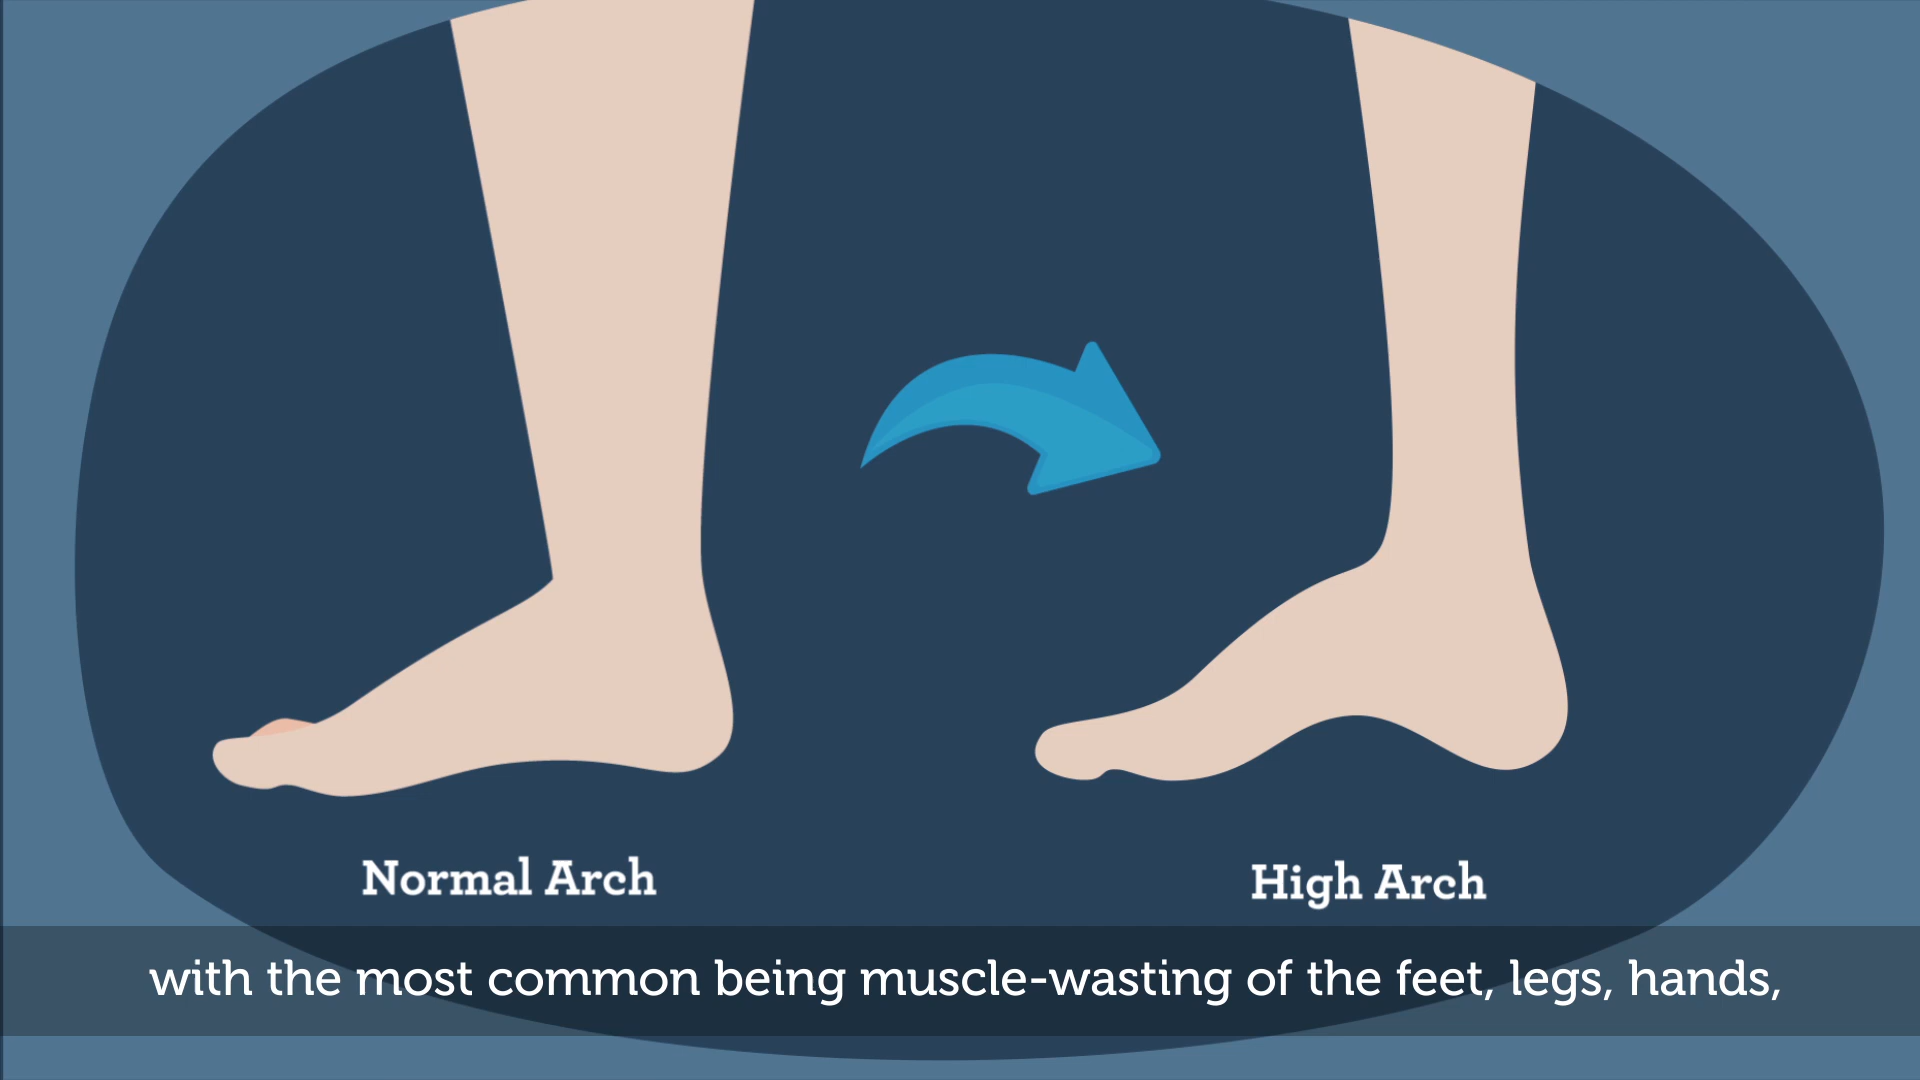 Normal Arch
High Arch
with the most common being muscle-wasting of the feet, legs, hands,